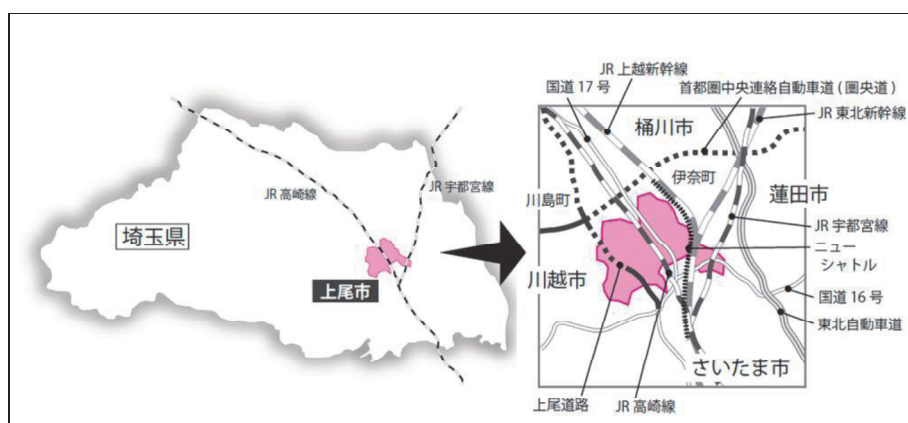 JR 高崎線
JR 宇都宮線
埼玉県
上尾市
JR 上越新幹線
国道 17 号
首都圏中央連絡自動車道 ( 圏央道 )
JR 東北新幹線
桶川市
伊奈町
蓮田市
川島町
JR 宇都宮線
ニュー
シャトル
川越市
国道 16 号
東北自動車道
さいたま市
上尾道路
JR 高崎線